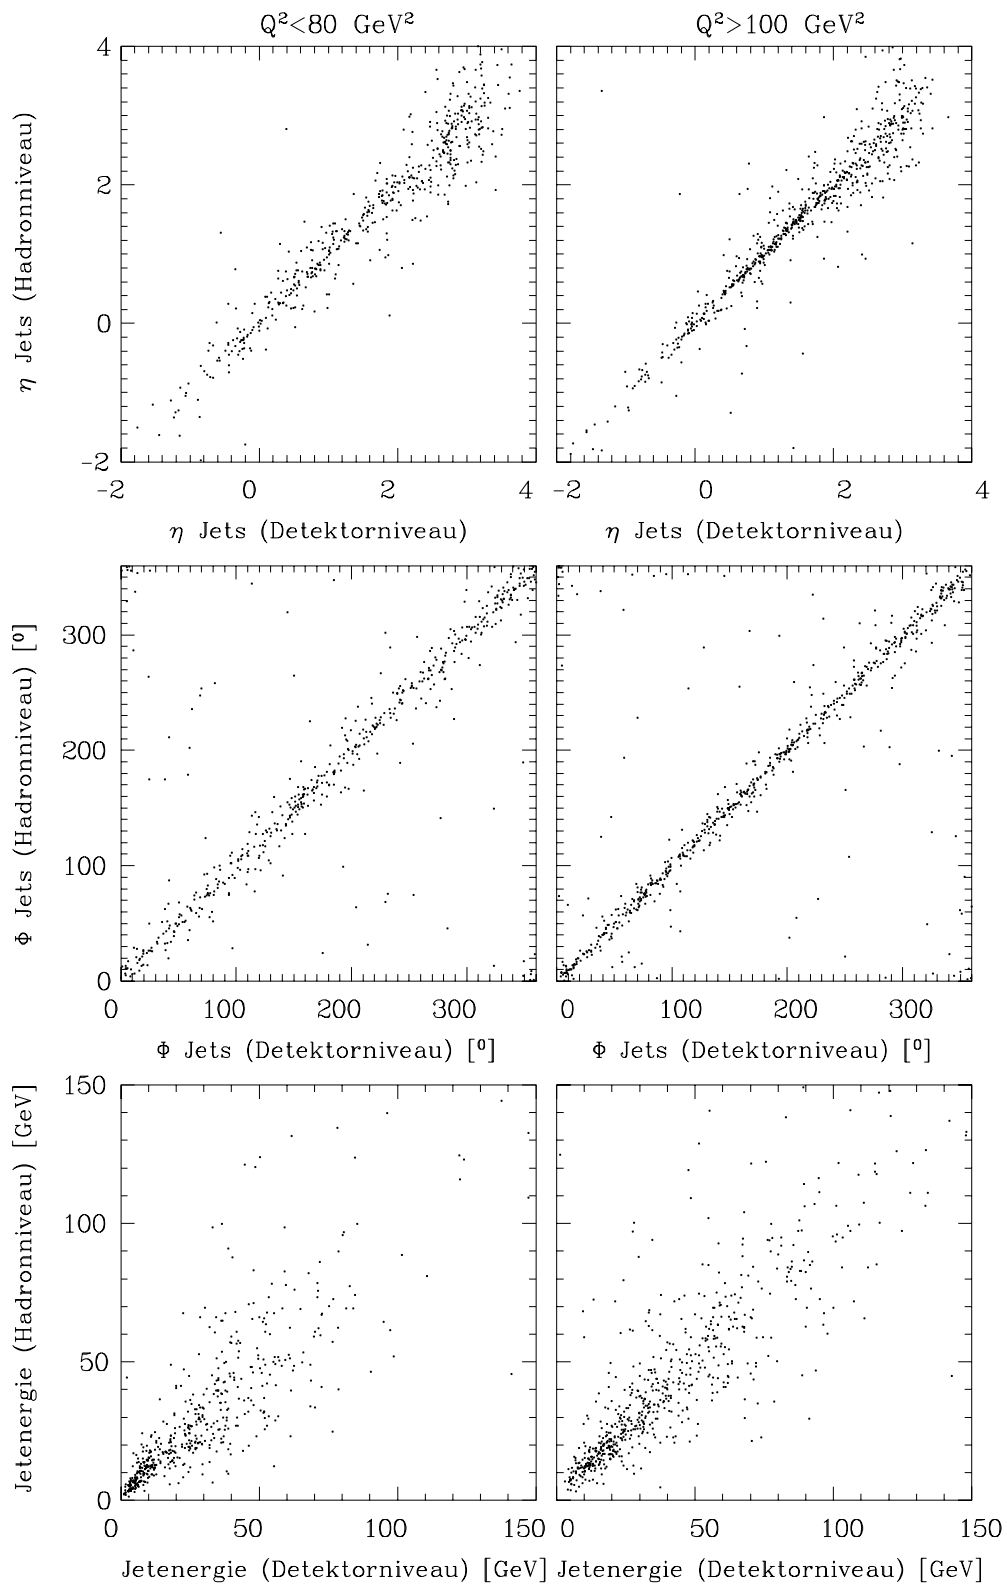 Q²<80 GeV² Q²>100 GeV²
η Jets (Hadronniveau)
4
2
0
-2
-2 0 2 4 -2 0 2 4
η Jets (Detektorniveau) η Jets (Detektorniveau)
Φ Jets (Hadronniveau) [⁰]
300
200
100
0
0 100 200 300 0 100 200 300
Φ Jets (Detektorniveau) [⁰] Φ Jets (Detektorniveau) [⁰]
Jetenergie (Hadronniveau) [GeV]
150
100
50
0
0 50 100 150 0 50 100 150
Jetenergie (Detektorniveau) [GeV] Jetenergie (Detektorniveau) [GeV]